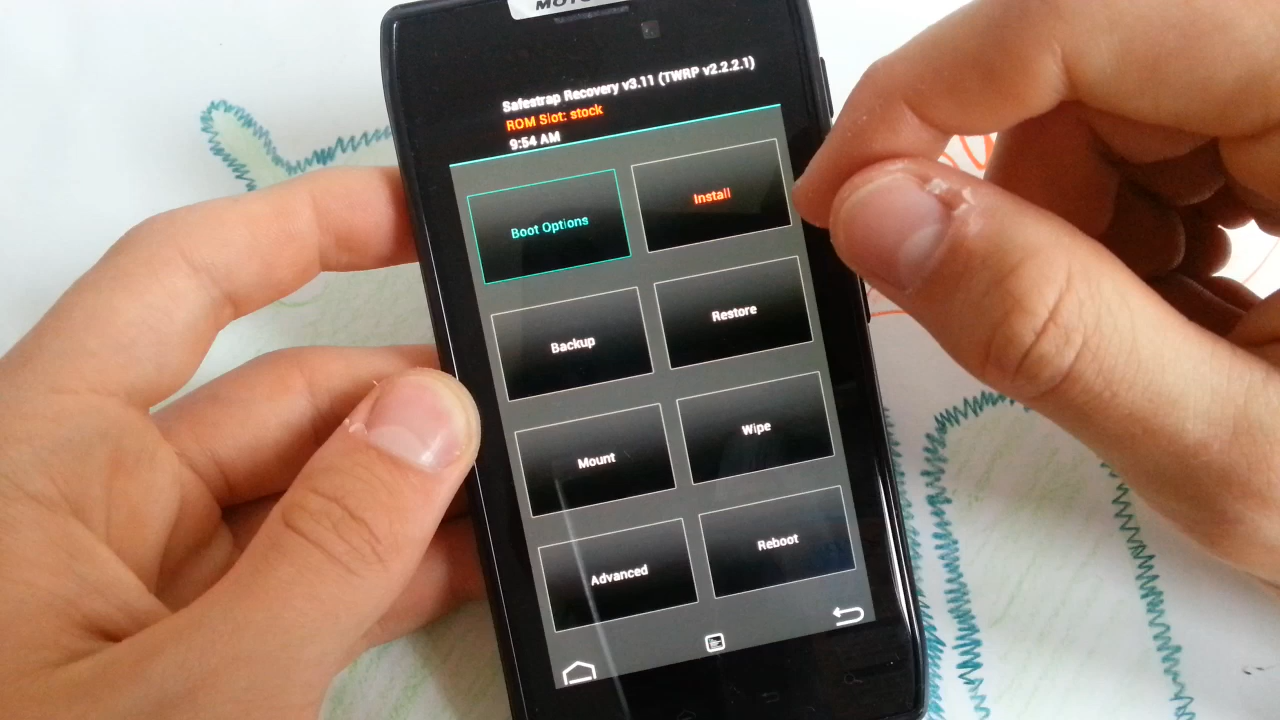 Safestrap Recovery v3.11 (TWRP v2.2.2.1)
ROM Slot: stock
9:54 AM
Boot Options
Install
Backup
Restore
Mount
Wipe
Advanced
Reboot